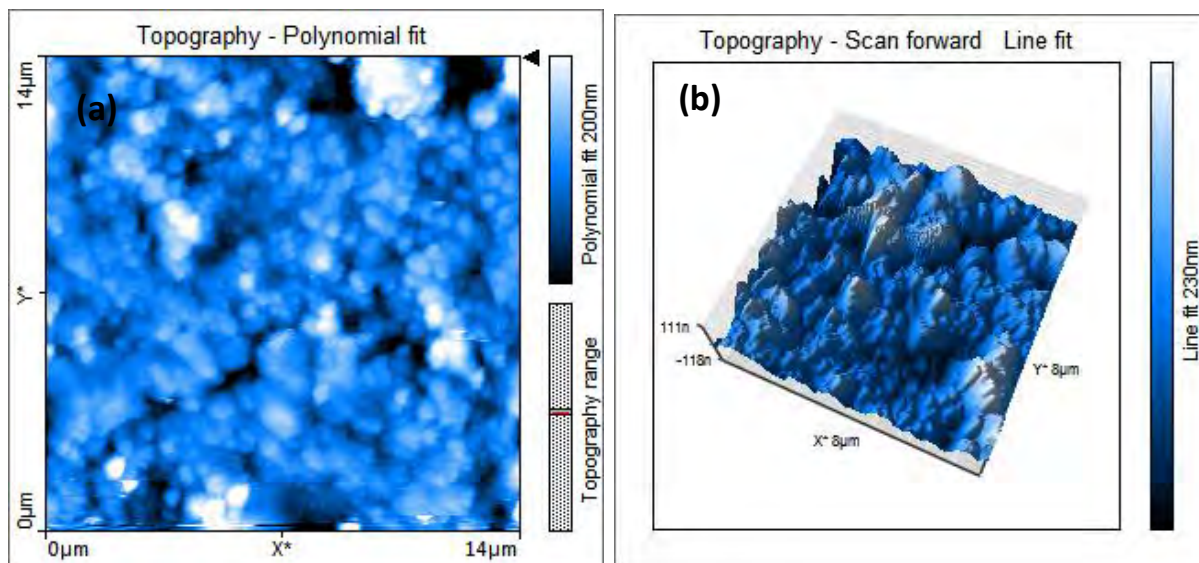 Topography - Polynomial fit
14µm
(a)
Y*
0µm
0µm
X*
14µm
Polynomial fit 200nm
Topography range
Topography - Scan forward Line fit
(b)
111n
-118n
X* 8µm
Y* 8µm
Line fit 230nm